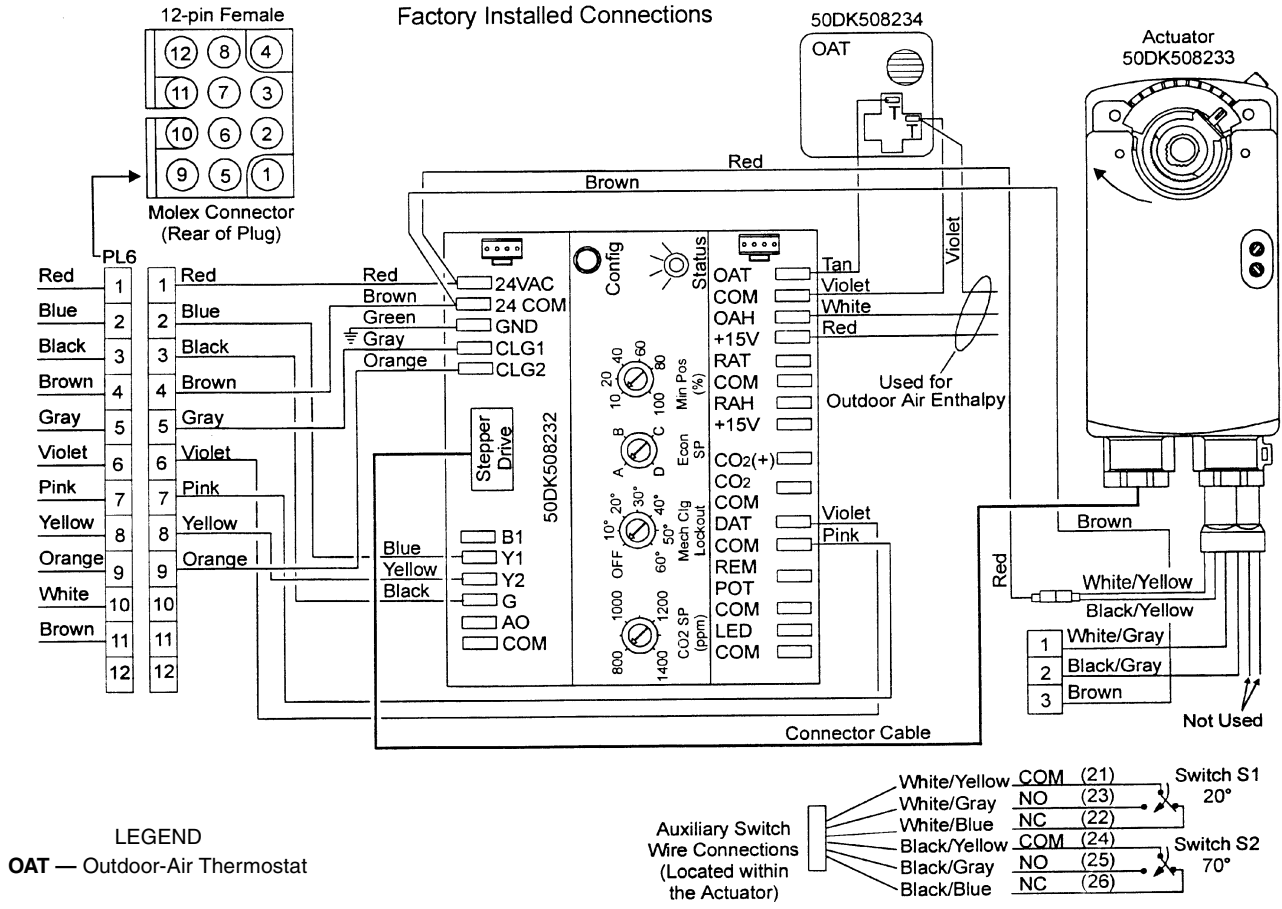 Factory Installed Connections
12-pin Female
12 8 4
11 7 3
10 6 2
9 5 1
Molex Connector
(Rear of Plug)
50DK508234
OAT
T
T
Actuator
50DK508233
Red
Brown
Violet
PL6
Red 1
Blue 2
Black 3
Brown 4
Gray 5
Violet 6
Pink 7
Yellow 8
Orange 9
White 10
Brown 11
12
1 Red
2 Blue
3 Black
4 Brown
5 Gray
6 Violet
7 Pink
8 Yellow
9 Orange
10
11
12
Red 24VAC
Brown 24 COM
Green GND
Gray CLG1
Orange CLG2
Stepper
Drive
50DK508232
B1
Blue Y1
Yellow Y2
Black G
AO
COM
Config
Status
10 20 40 60 80 100
Min Pos
(%)
A B C D
Econ
SP
OFF 10° 20° 30° 40° 50° 60°
Mech Clg
Lockout
800 1000 1200 1400
CO2 SP
(ppm)
OAT Tan
COM Violet
OAH White
+15V Red
RAT
COM
RAH
+15V
CO2(+)
CO2
COM
DAT Violet
COM Pink
REM
POT
COM
LED
COM
Used for
Outdoor Air Enthalpy
Connector Cable
Red
Brown
White/Yellow
Black/Yellow
1 White/Gray
2 Black/Gray
3 Brown
Not Used
Auxiliary Switch
Wire Connections
(Located within
the Actuator)
White/Yellow COM (21)
White/Gray NO (23)
White/Blue NC (22)
Black/Yellow COM (24)
Black/Gray NO (25)
Black/Blue NC (26)
Switch S1
20°
Switch S2
70°
LEGEND
OAT — Outdoor-Air Thermostat